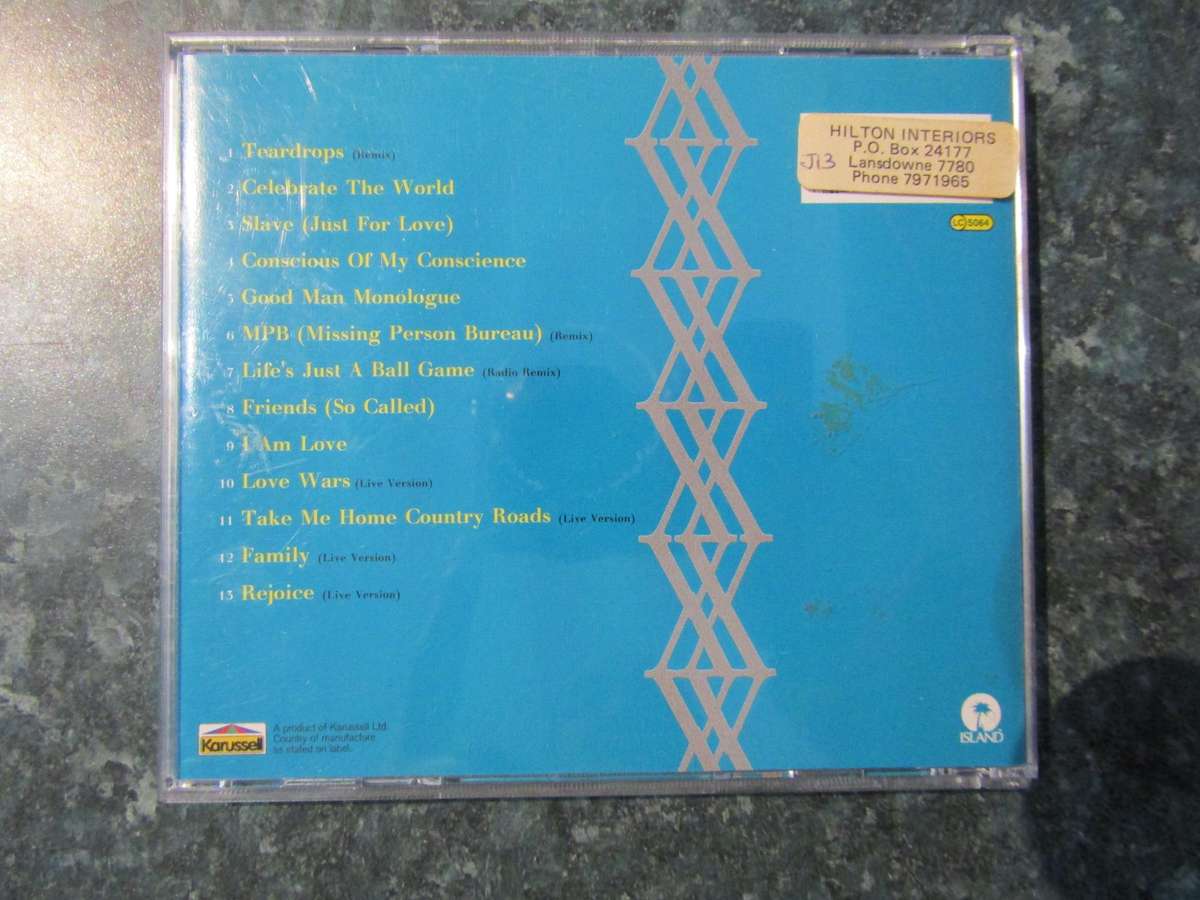 1 Teardrops (Remix)
2 Celebrate The World
3 Slave (Just For Love)
4 Conscious Of My Conscience
5 Good Man Monologue
6 MPB (Missing Person Bureau) (Remix)
7 Life's Just A Ball Game (Radio Remix)
8 Friends (So Called)
9 I Am Love
10 Love Wars (Live Version)
11 Take Me Home Country Roads (Live Version)
12 Family (Live Version)
13 Rejoice (Live Version)
HILTON INTERIORS
P.O. Box 24177
J13 Lansdowne 7780
Phone 7971965
LC 5064
Karussell
A product of Karussell Ltd.
Country of manufacture
as stated on label.
ISLAND